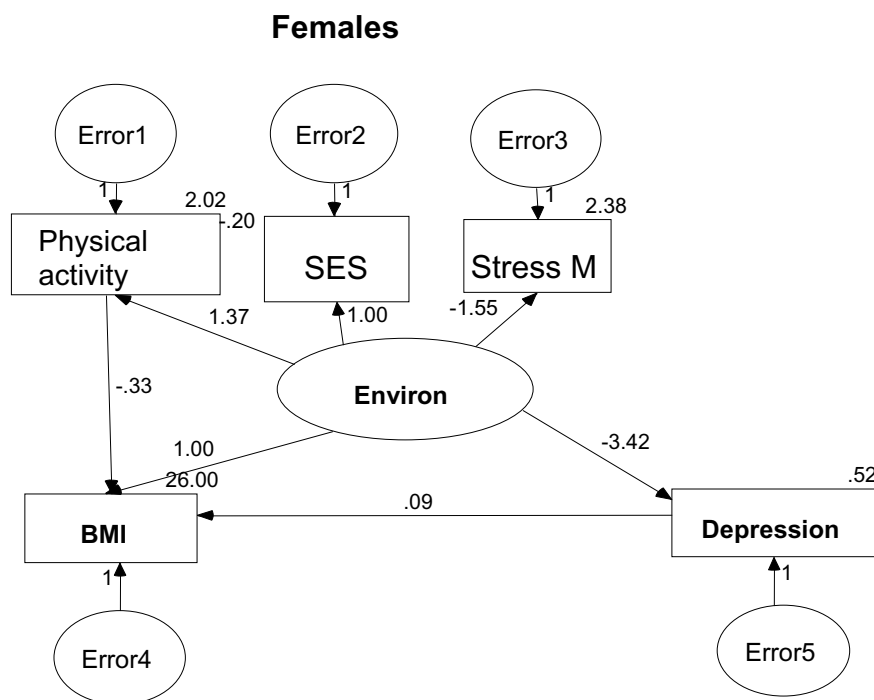 Females
Error1
Error2
Error3
1
1
1
2.02
-.20
2.38
Physical
activity
SES
Stress M
1.37
1.00
-1.55
-.33
Environ
1.00
-3.42
26.00
.52
.09
BMI
Depression
1
1
Error4
Error5